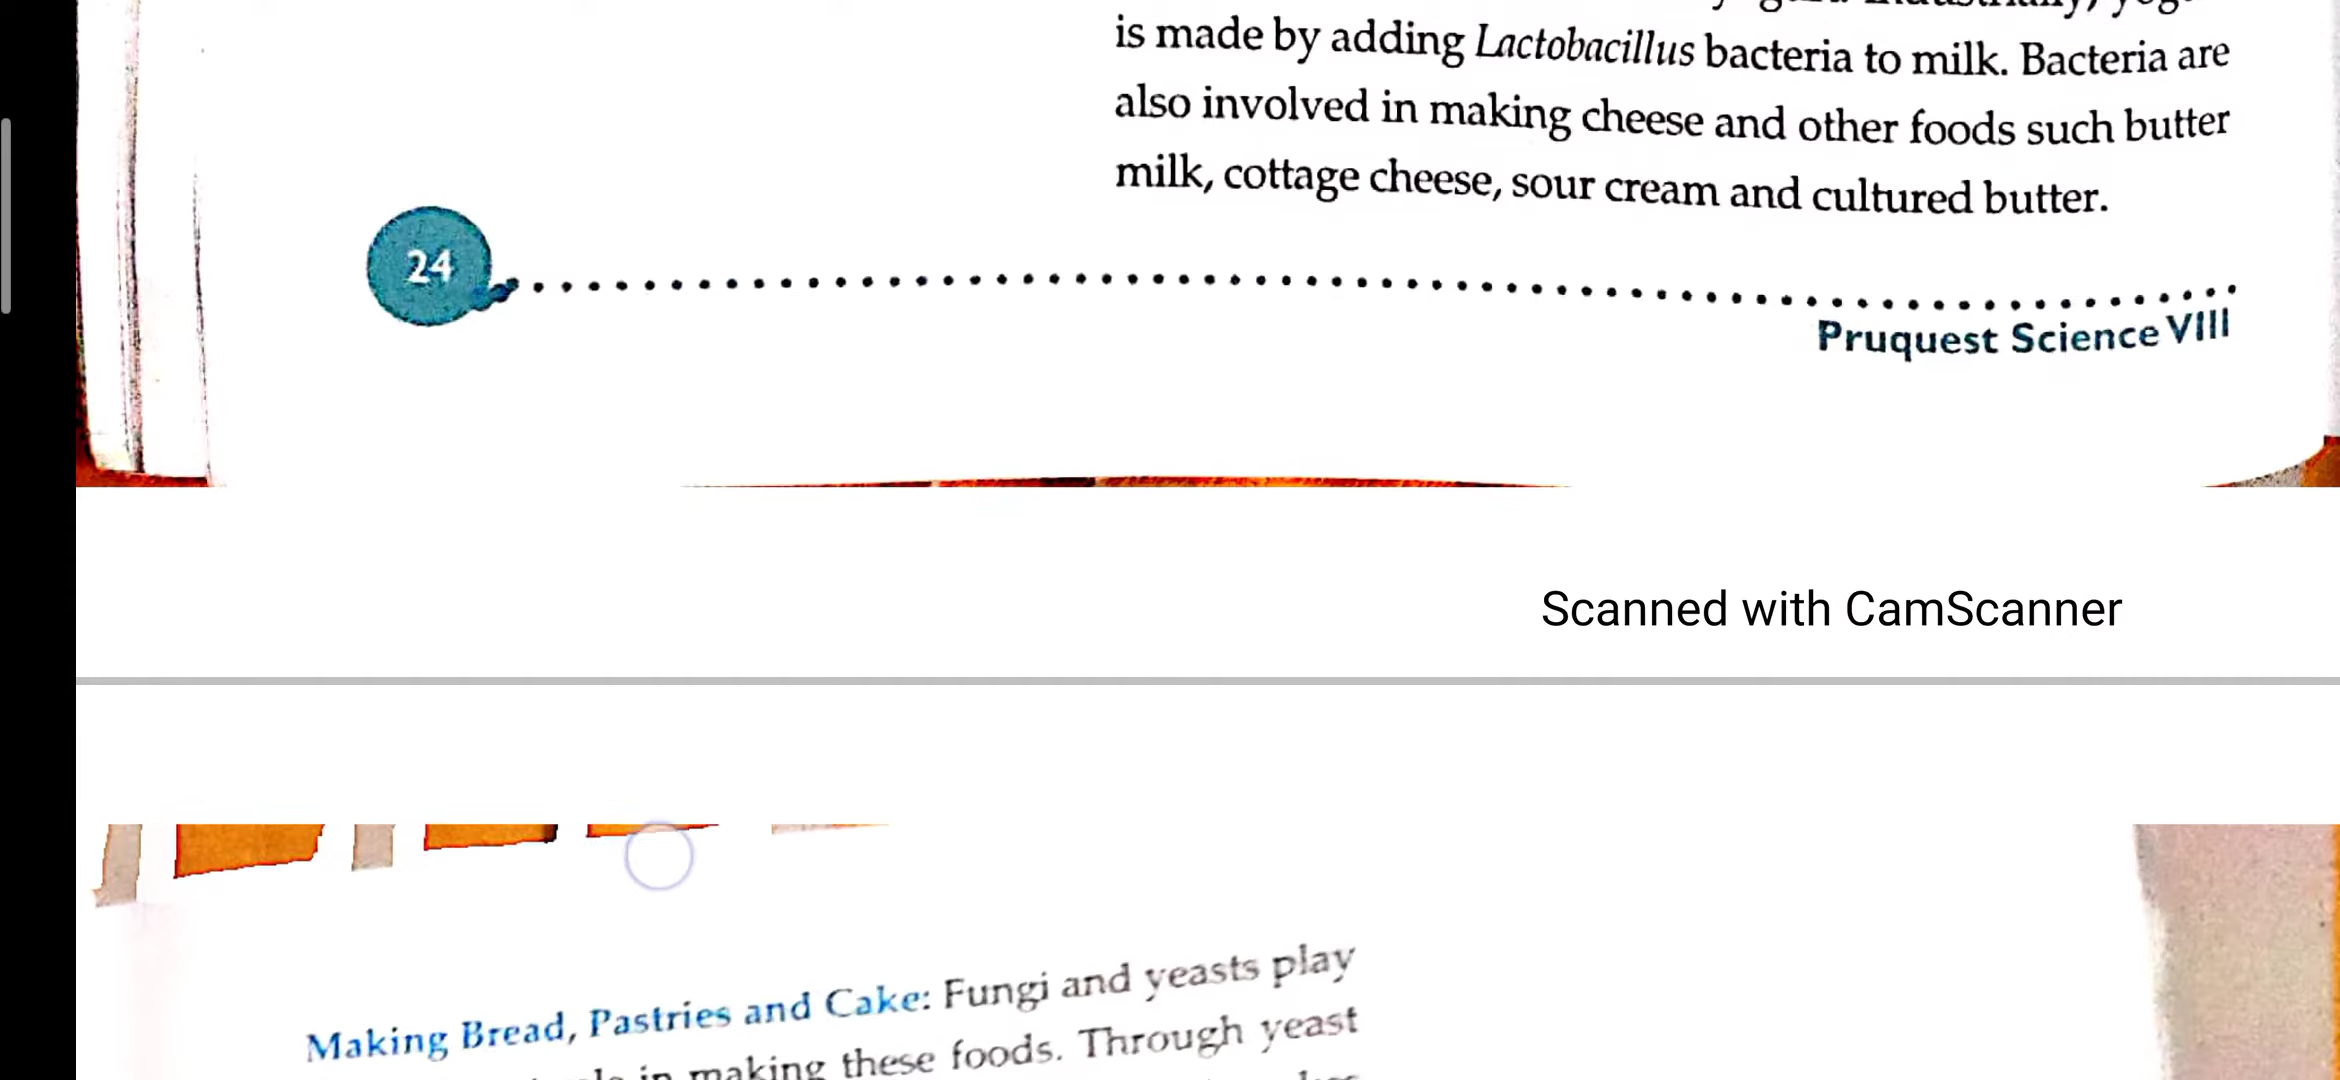 is made by adding Lactobacillus bacteria to milk. Bacteria are
also involved in making cheese and other foods such butter
milk, cottage cheese, sour cream and cultured butter.
24
Pruquest Science VIII
Scanned with CamScanner
Making Bread, Pastries and Cake: Fungi and yeasts play
in making these foods. Through yeast